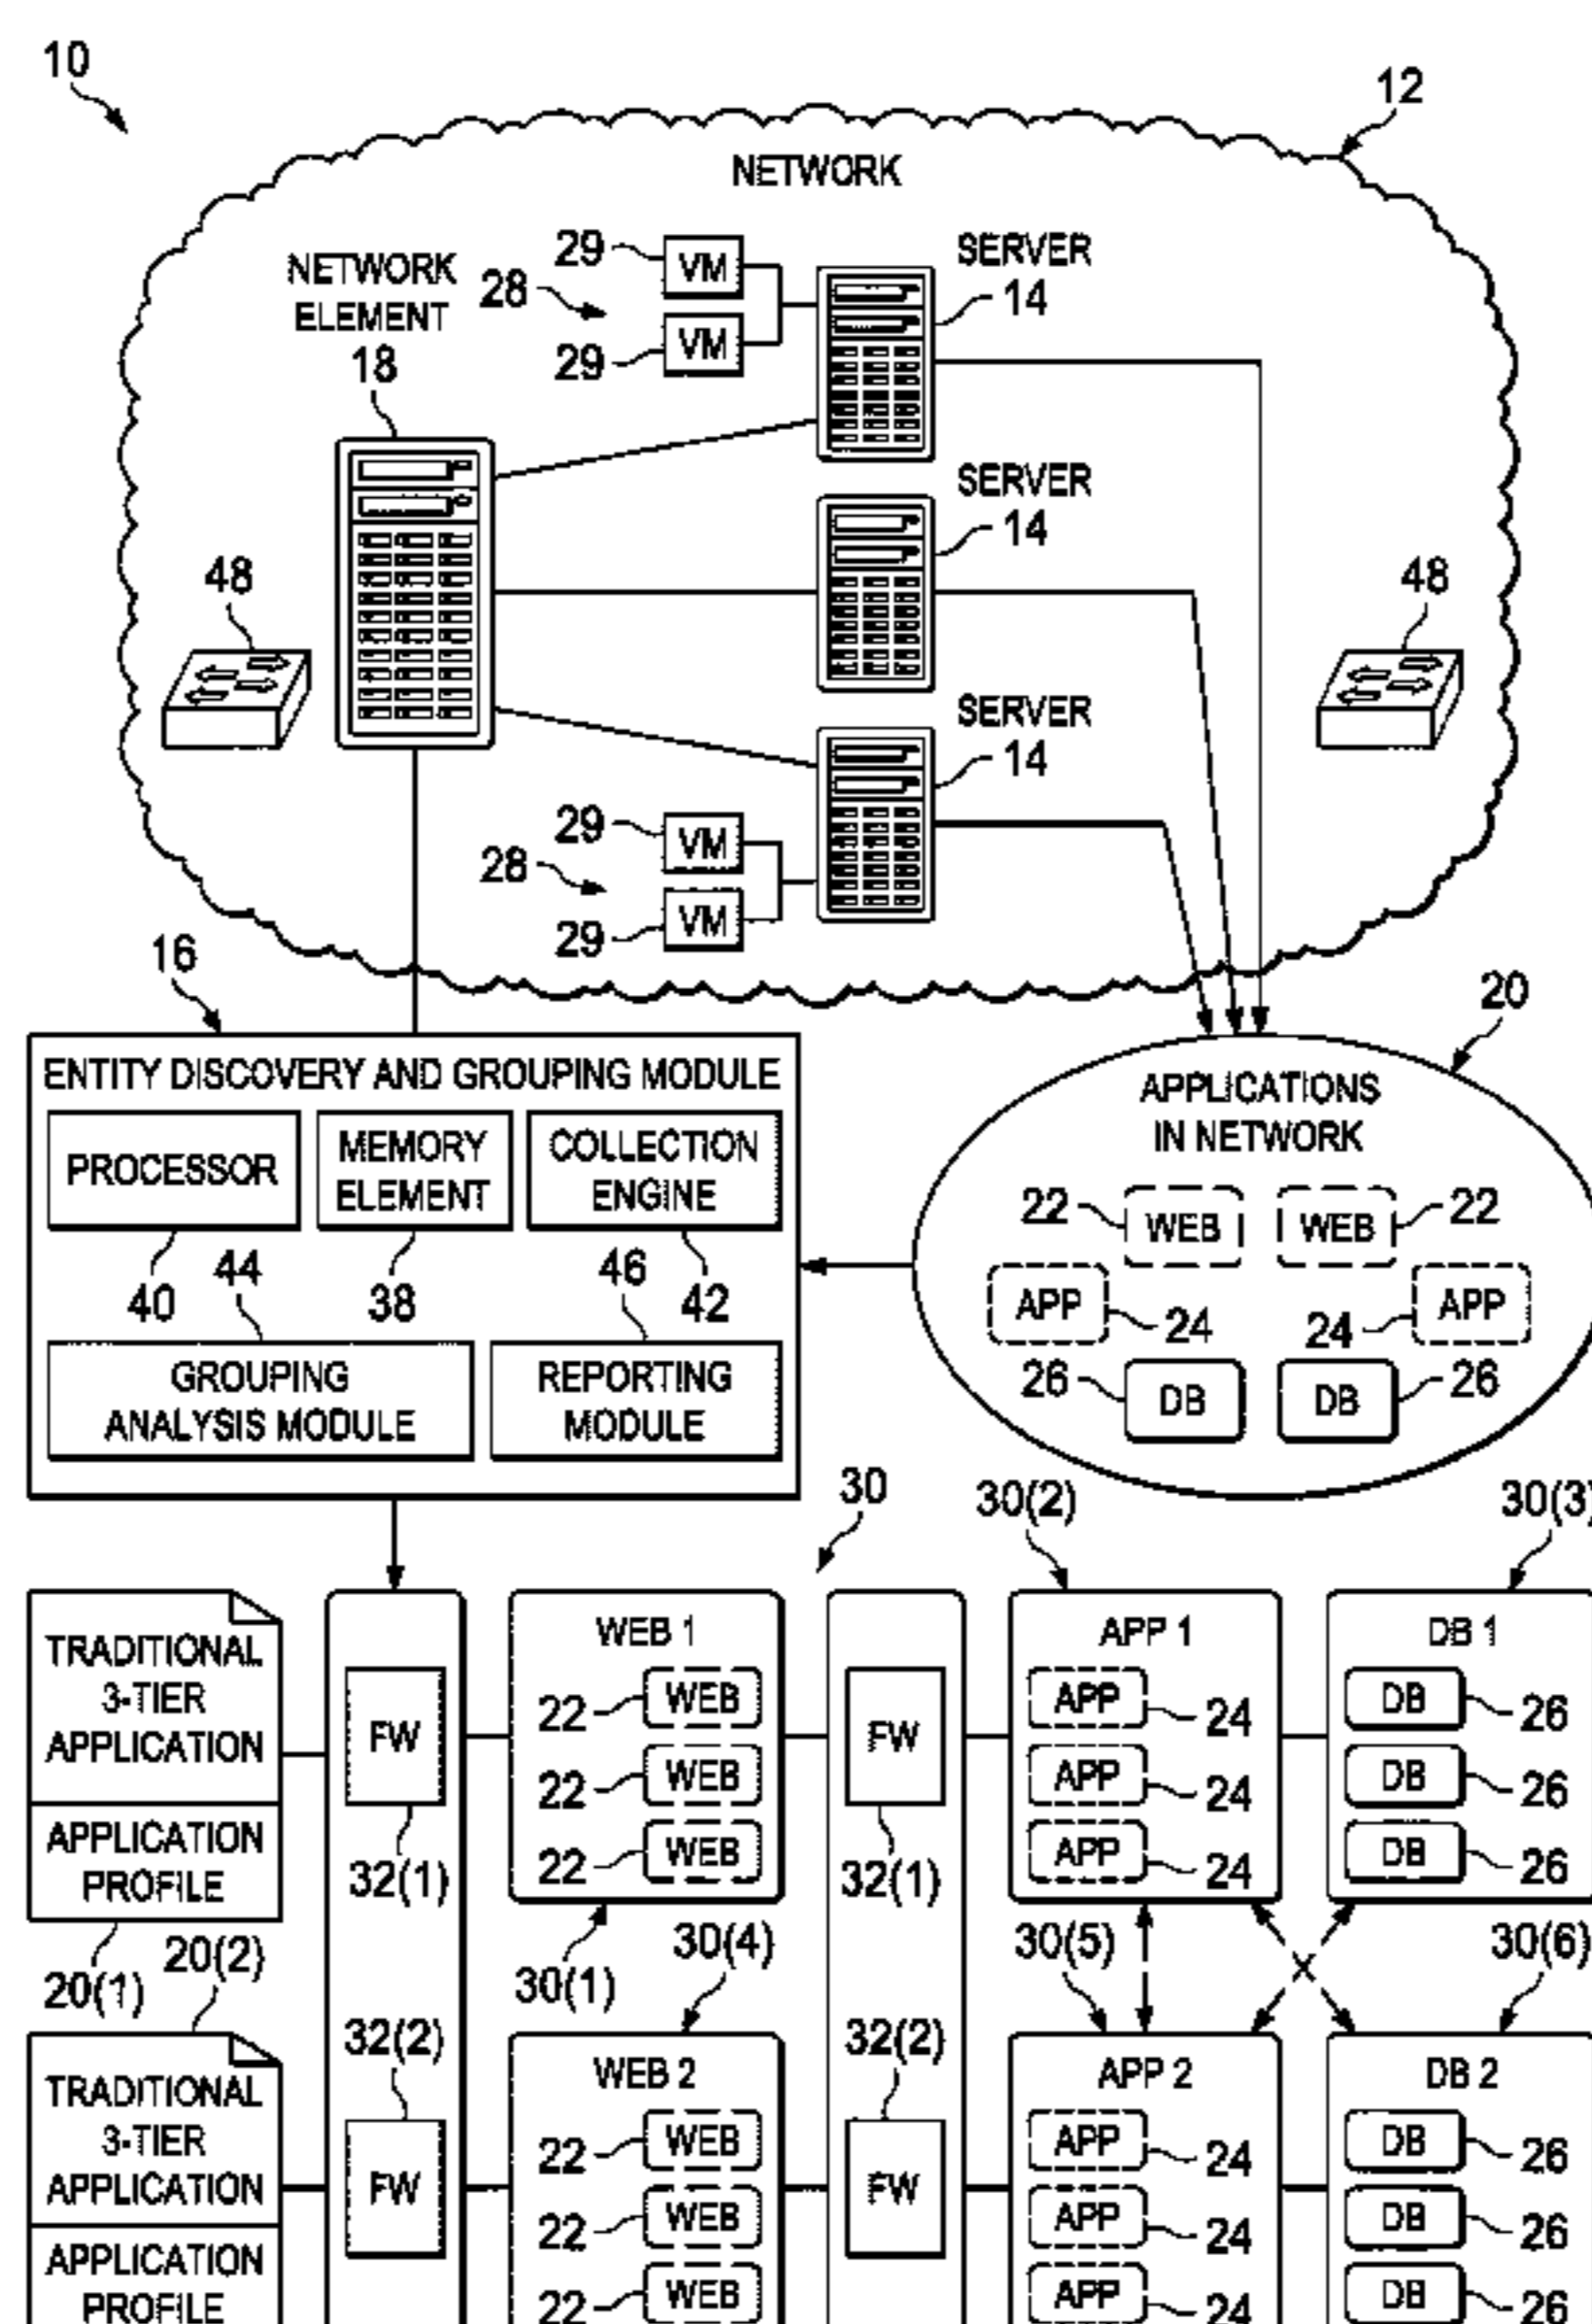 10
12
NETWORK
29
VM
SERVER
14
NETWORK
ELEMENT
18
28
29
VM
SERVER
14
48
48
SERVER
14
29
VM
28
29
VM
16
20
ENTITY DISCOVERY AND GROUPING MODULE
PROCESSOR
MEMORY
ELEMENT
COLLECTION
ENGINE
40
44
38
46
42
GROUPING
ANALYSIS MODULE
REPORTING
MODULE
APPLICATIONS
IN NETWORK
22
WEB
WEB
22
APP
24
24
APP
26
DB
DB
26
30
30(2)
30(3)
TRADITIONAL
3-TIER
APPLICATION
APPLICATION
PROFILE
20(1)
FW
32(1)
WEB 1
22
WEB
22
WEB
22
WEB
30(1)
FW
32(1)
APP 1
APP
24
APP
24
APP
24
DB 1
DB
26
DB
26
DB
26
20(2)
30(4)
30(5)
30(6)
TRADITIONAL
3-TIER
APPLICATION
APPLICATION
PROFILE
32(2)
FW
WEB 2
22
WEB
22
WEB
22
WEB
32(2)
FW
APP 2
APP
24
APP
24
APP
24
DB 2
DB
26
DB
26
DB
26